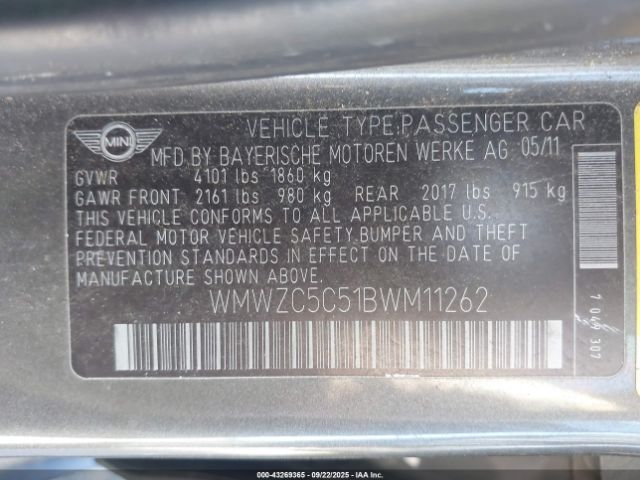 MINI
VEHICLE TYPE:PASSENGER CAR
MFD.BY BAYERISCHE MOTOREN WERKE AG 05/11
GVWR 4101 lbs 1860 kg
GAWR FRONT 2161 lbs 980 kg REAR 2017 lbs 915 kg
THIS VEHICLE CONFORMS TO ALL APPLICABLE U.S.
FEDERAL MOTOR VEHICLE SAFETY,BUMPER AND THEFT
PREVENTION STANDARDS IN EFFECT ON THE DATE OF
MANUFACTURE SHOWN ABOVE.
WMWZC5C51BWM11262
7 049 307
000-43269365 - 09/22/2025 - IAA Inc.